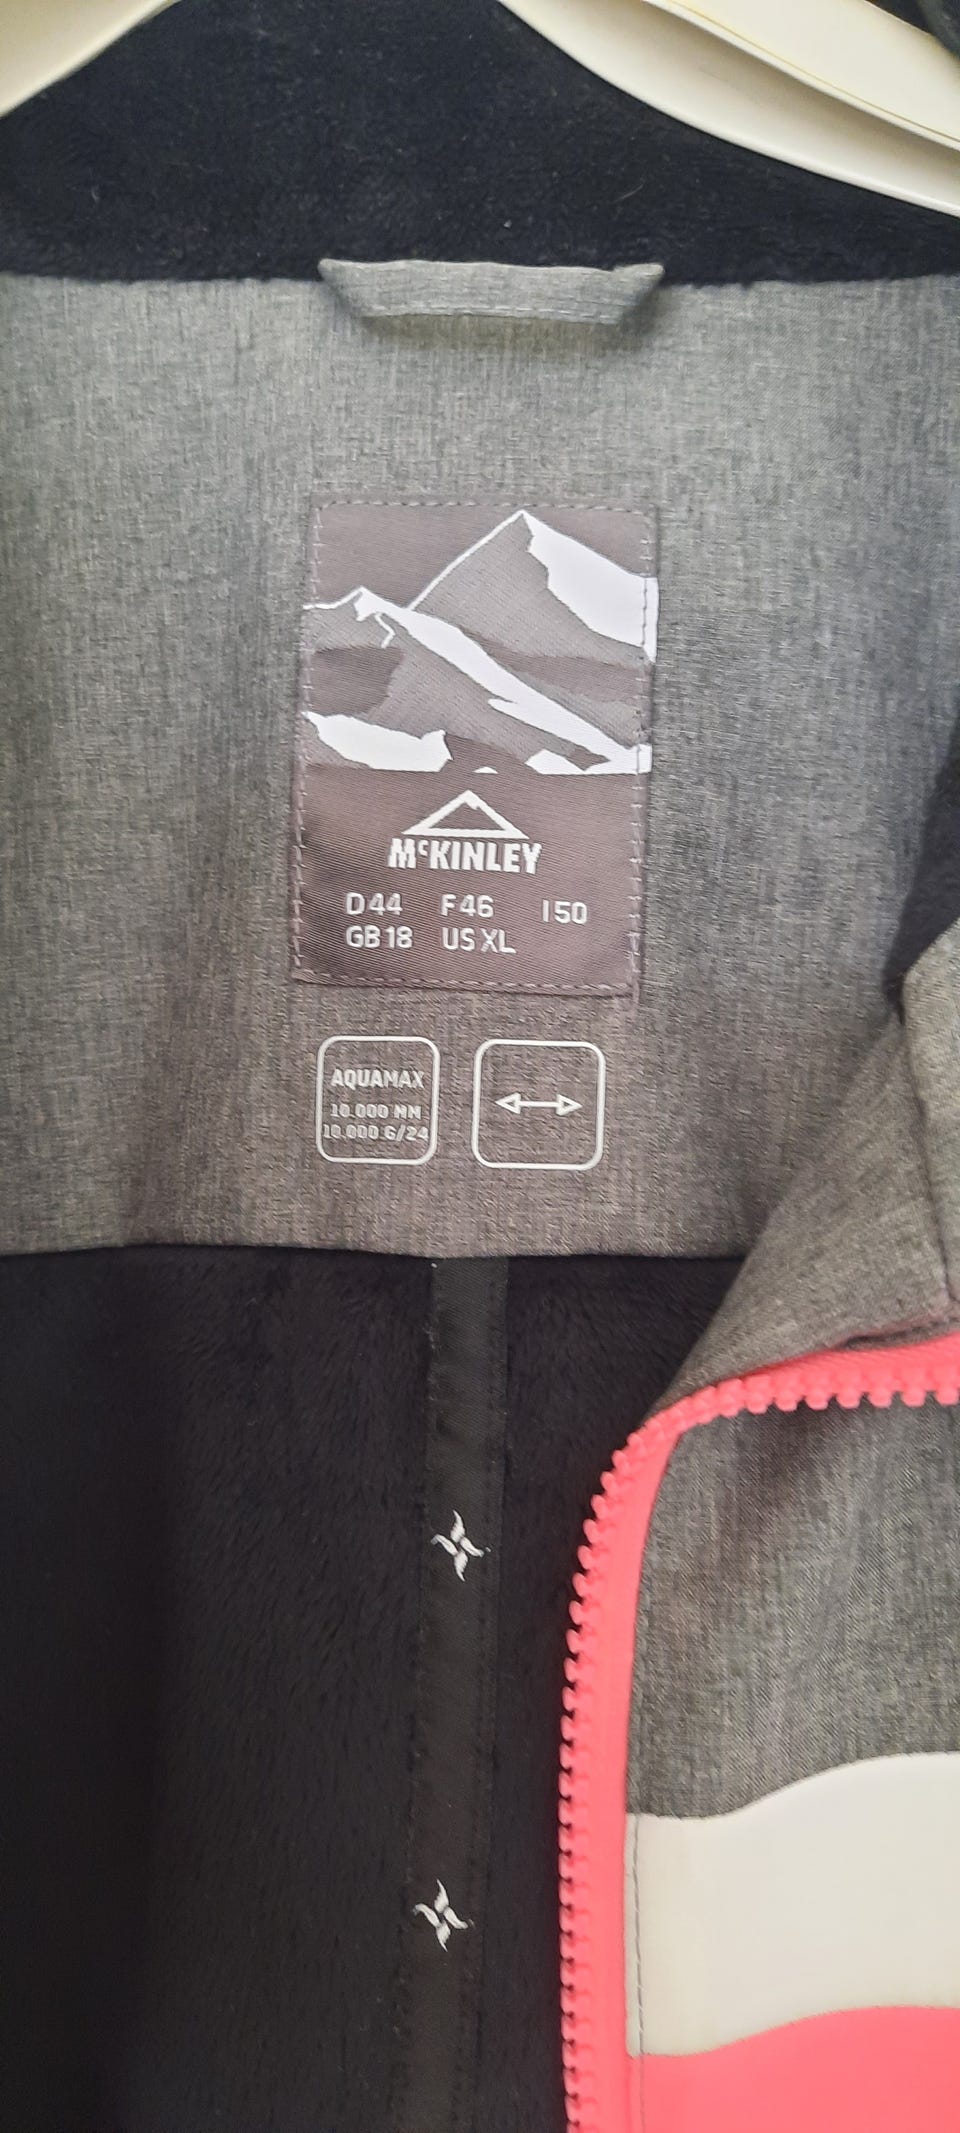 McKINLEY
D44 F46 I50
GB18 US XL
AQUAMAX
10.000 MM
10.000 G/24